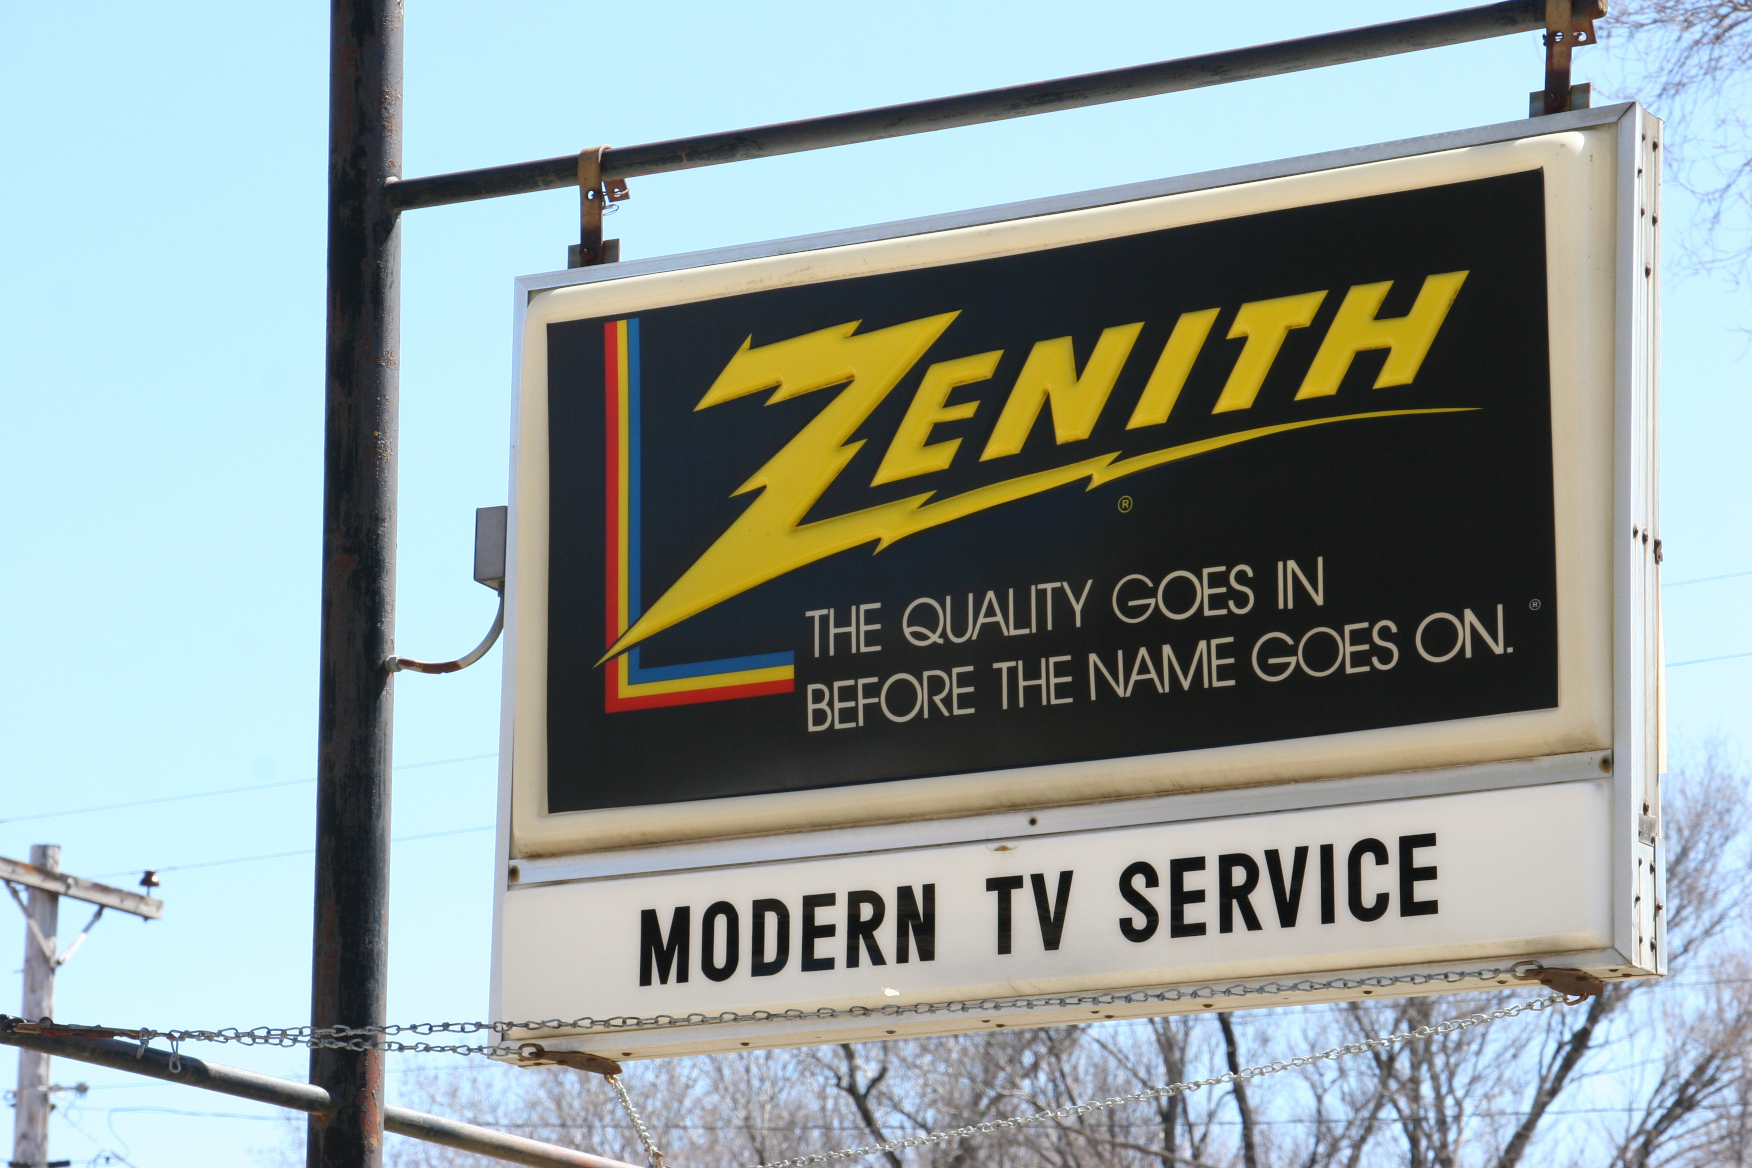 ZENITH
®
THE QUALITY GOES IN
BEFORE THE NAME GOES ON. ®
MODERN TV SERVICE